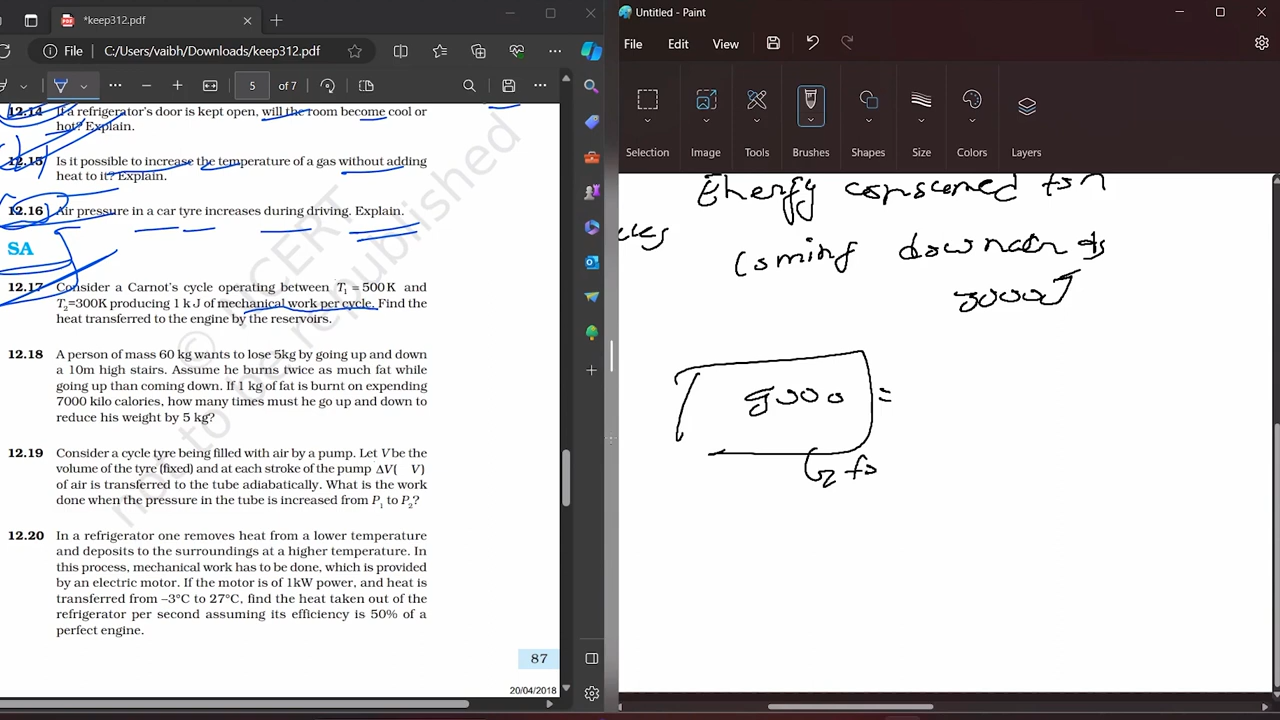 *keep312.pdf
File
C:/Users/vaibh/Downloads/keep312.pdf
5 of 7
12.14 If a refrigerator's door is kept open, will the room become cool or
hot? Explain.
12.15 Is it possible to increase the temperature of a gas without adding
heat to it? Explain.
12.16 Air pressure in a car tyre increases during driving. Explain.
SA
12.17 Consider a Carnot's cycle operating between T1 = 500K and
T2=300K producing 1 k J of mechanical work per cycle. Find the
heat transferred to the engine by the reservoirs.
12.18 A person of mass 60 kg wants to lose 5kg by going up and down
a 10m high stairs. Assume he burns twice as much fat while
going up than coming down. If 1 kg of fat is burnt on expending
7000 kilo calories, how many times must he go up and down to
reduce his weight by 5 kg?
12.19 Consider a cycle tyre being filled with air by a pump. Let V be the
volume of the tyre (fixed) and at each stroke of the pump ΔV( V)
of air is transferred to the tube adiabatically. What is the work
done when the pressure in the tube is increased from P1 to P2?
12.20 In a refrigerator one removes heat from a lower temperature
and deposits to the surroundings at a higher temperature. In
this process, mechanical work has to be done, which is provided
by an electric motor. If the motor is of 1kW power, and heat is
transferred from –3°C to 27°C, find the heat taken out of the
refrigerator per second assuming its efficiency is 50% of a
perfect engine.
87
20/04/2018
© NCERT
not to be republished
Untitled - Paint
File Edit View
Selection Image Tools Brushes Shapes Size Colors Layers
Energy consumed
coming down
3000J
=